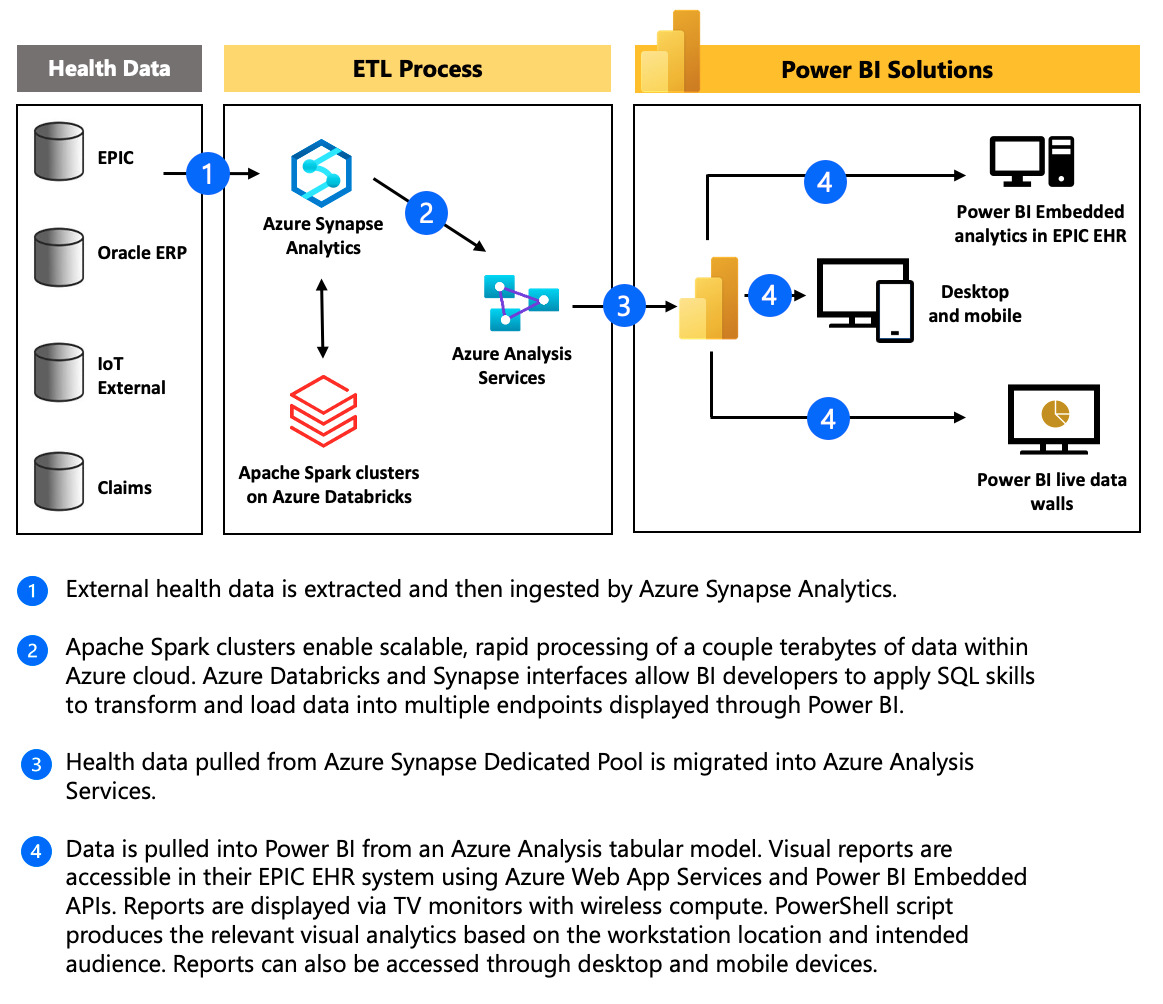 Health Data
ETL Process
Power BI Solutions
EPIC
Oracle ERP
IoT
External
Claims
1
Azure Synapse
Analytics
2
Azure Analysis
Services
Apache Spark clusters
on Azure Databricks
3
4
Power BI Embedded
analytics in EPIC EHR
4
Desktop
and mobile
4
Power BI live data
walls
1 External health data is extracted and then ingested by Azure Synapse Analytics.
2 Apache Spark clusters enable scalable, rapid processing of a couple terabytes of data within
Azure cloud. Azure Databricks and Synapse interfaces allow BI developers to apply SQL skills
to transform and load data into multiple endpoints displayed through Power BI.
3 Health data pulled from Azure Synapse Dedicated Pool is migrated into Azure Analysis
Services.
4 Data is pulled into Power BI from an Azure Analysis tabular model. Visual reports are
accessible in their EPIC EHR system using Azure Web App Services and Power BI Embedded
APIs. Reports are displayed via TV monitors with wireless compute. PowerShell script
produces the relevant visual analytics based on the workstation location and intended
audience. Reports can also be accessed through desktop and mobile devices.